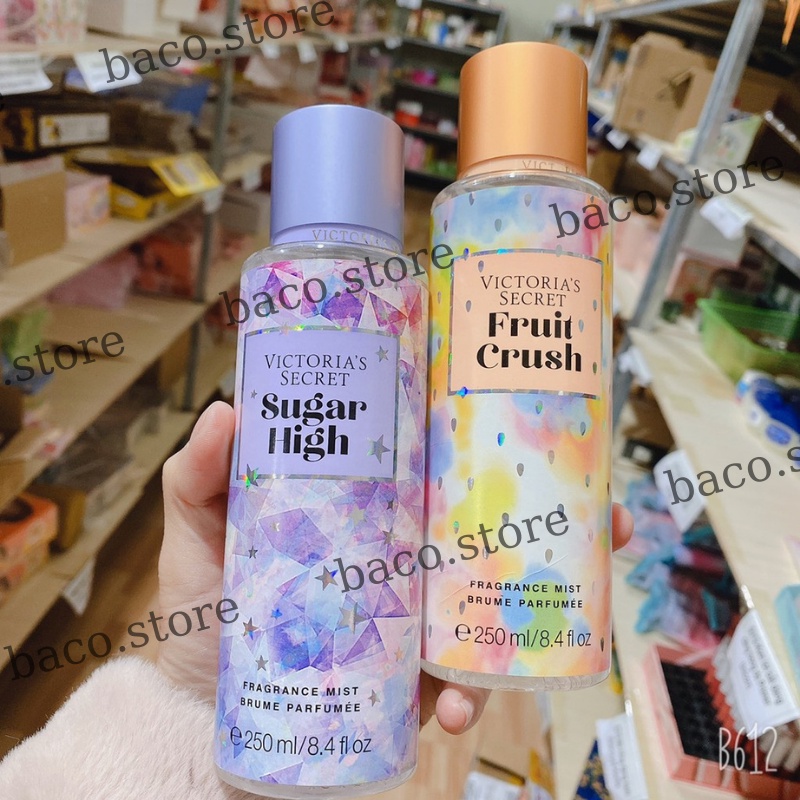 baco.store
VICT
baco.store
VICTORIA'S
SECRET
Fruit
Crush
VICTORIA
baco.store
.store
VICTORIA'S
SECRET
Sugar
High
baco.s
baco.store
FRAGRANCE MIST
BRUME PARFUMÉE
℮250 ml/8.4 fl oz
baco.store
FRAGRANCE MIST
BRUME PARFUMÉE
℮250 ml/8.4 fl oz
B612